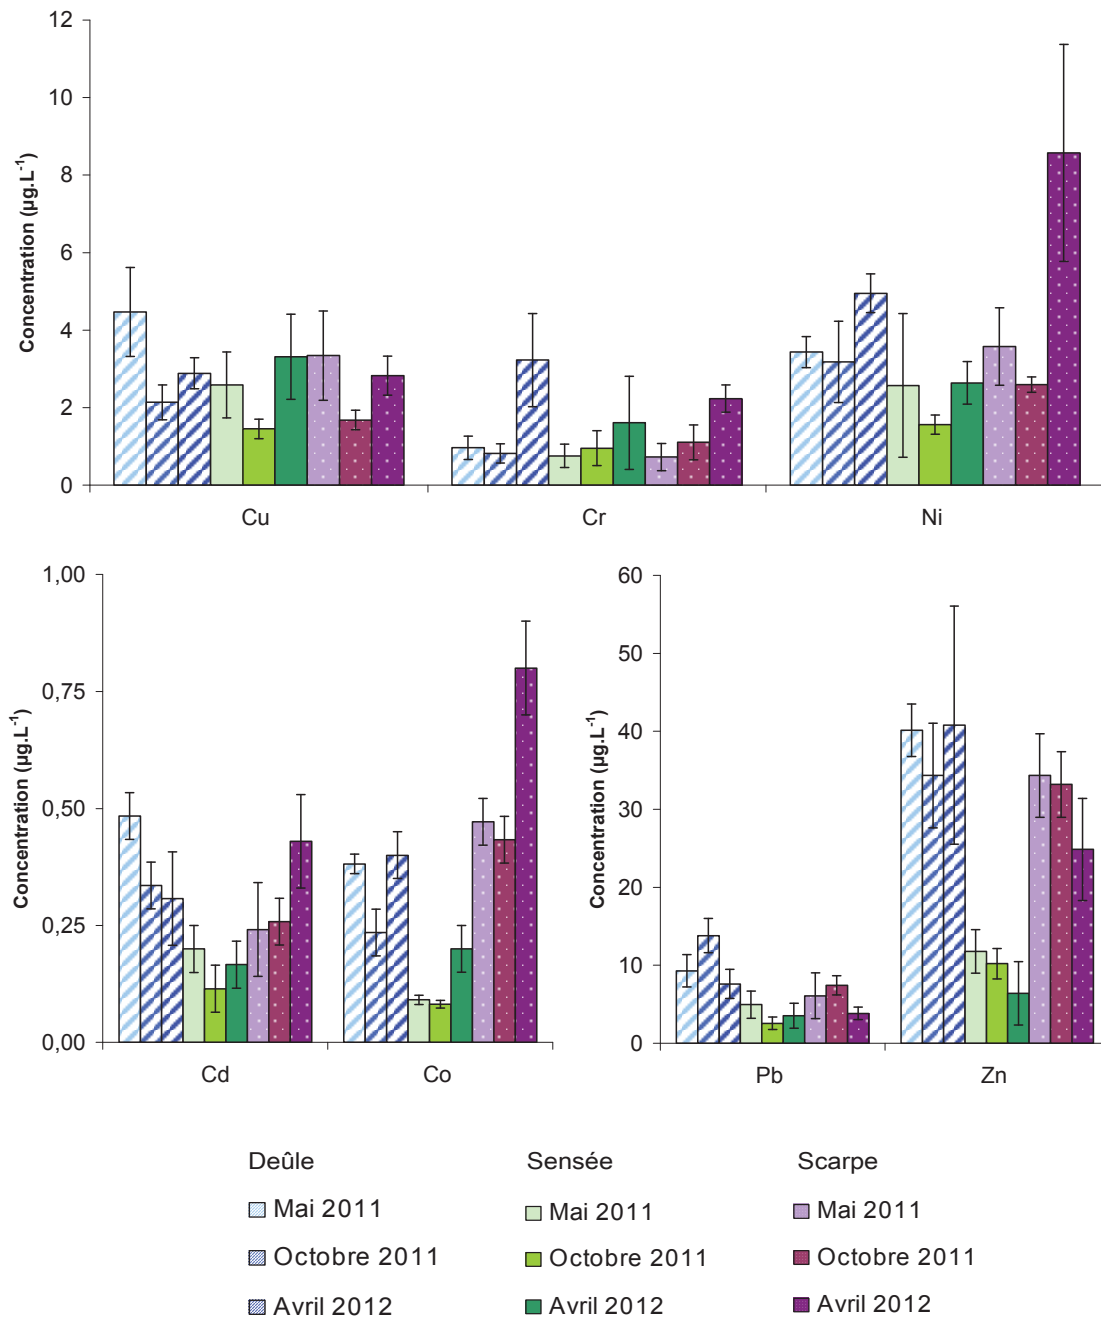 12
10
8
6
4
2
0
Concentration (µg.L-1)
Cu Cr Ni
1,00
0,75
0,50
0,25
0,00
Concentration (µg.L-1)
Cd Co
60
50
40
30
20
10
0
Concentration (µg.L-1)
Pb Zn
Deûle Sensée Scarpe
Mai 2011 Mai 2011 Mai 2011
Octobre 2011 Octobre 2011 Octobre 2011
Avril 2012 Avril 2012 Avril 2012